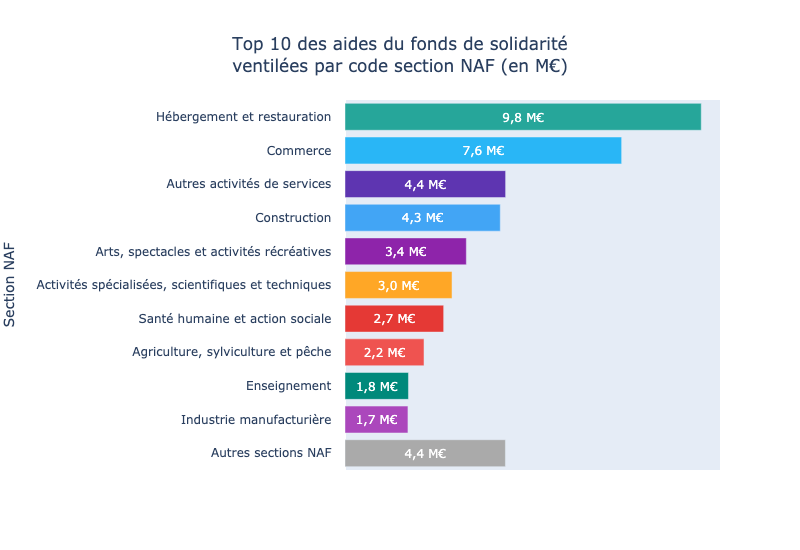 Top 10 des aides du fonds de solidarité
ventilées par code section NAF (en M€)
Section NAF
Hébergement et restauration 9,8 M€
Commerce 7,6 M€
Autres activités de services 4,4 M€
Construction 4,3 M€
Arts, spectacles et activités récréatives 3,4 M€
Activités spécialisées, scientifiques et techniques 3,0 M€
Santé humaine et action sociale 2,7 M€
Agriculture, sylviculture et pêche 2,2 M€
Enseignement 1,8 M€
Industrie manufacturière 1,7 M€
Autres sections NAF 4,4 M€